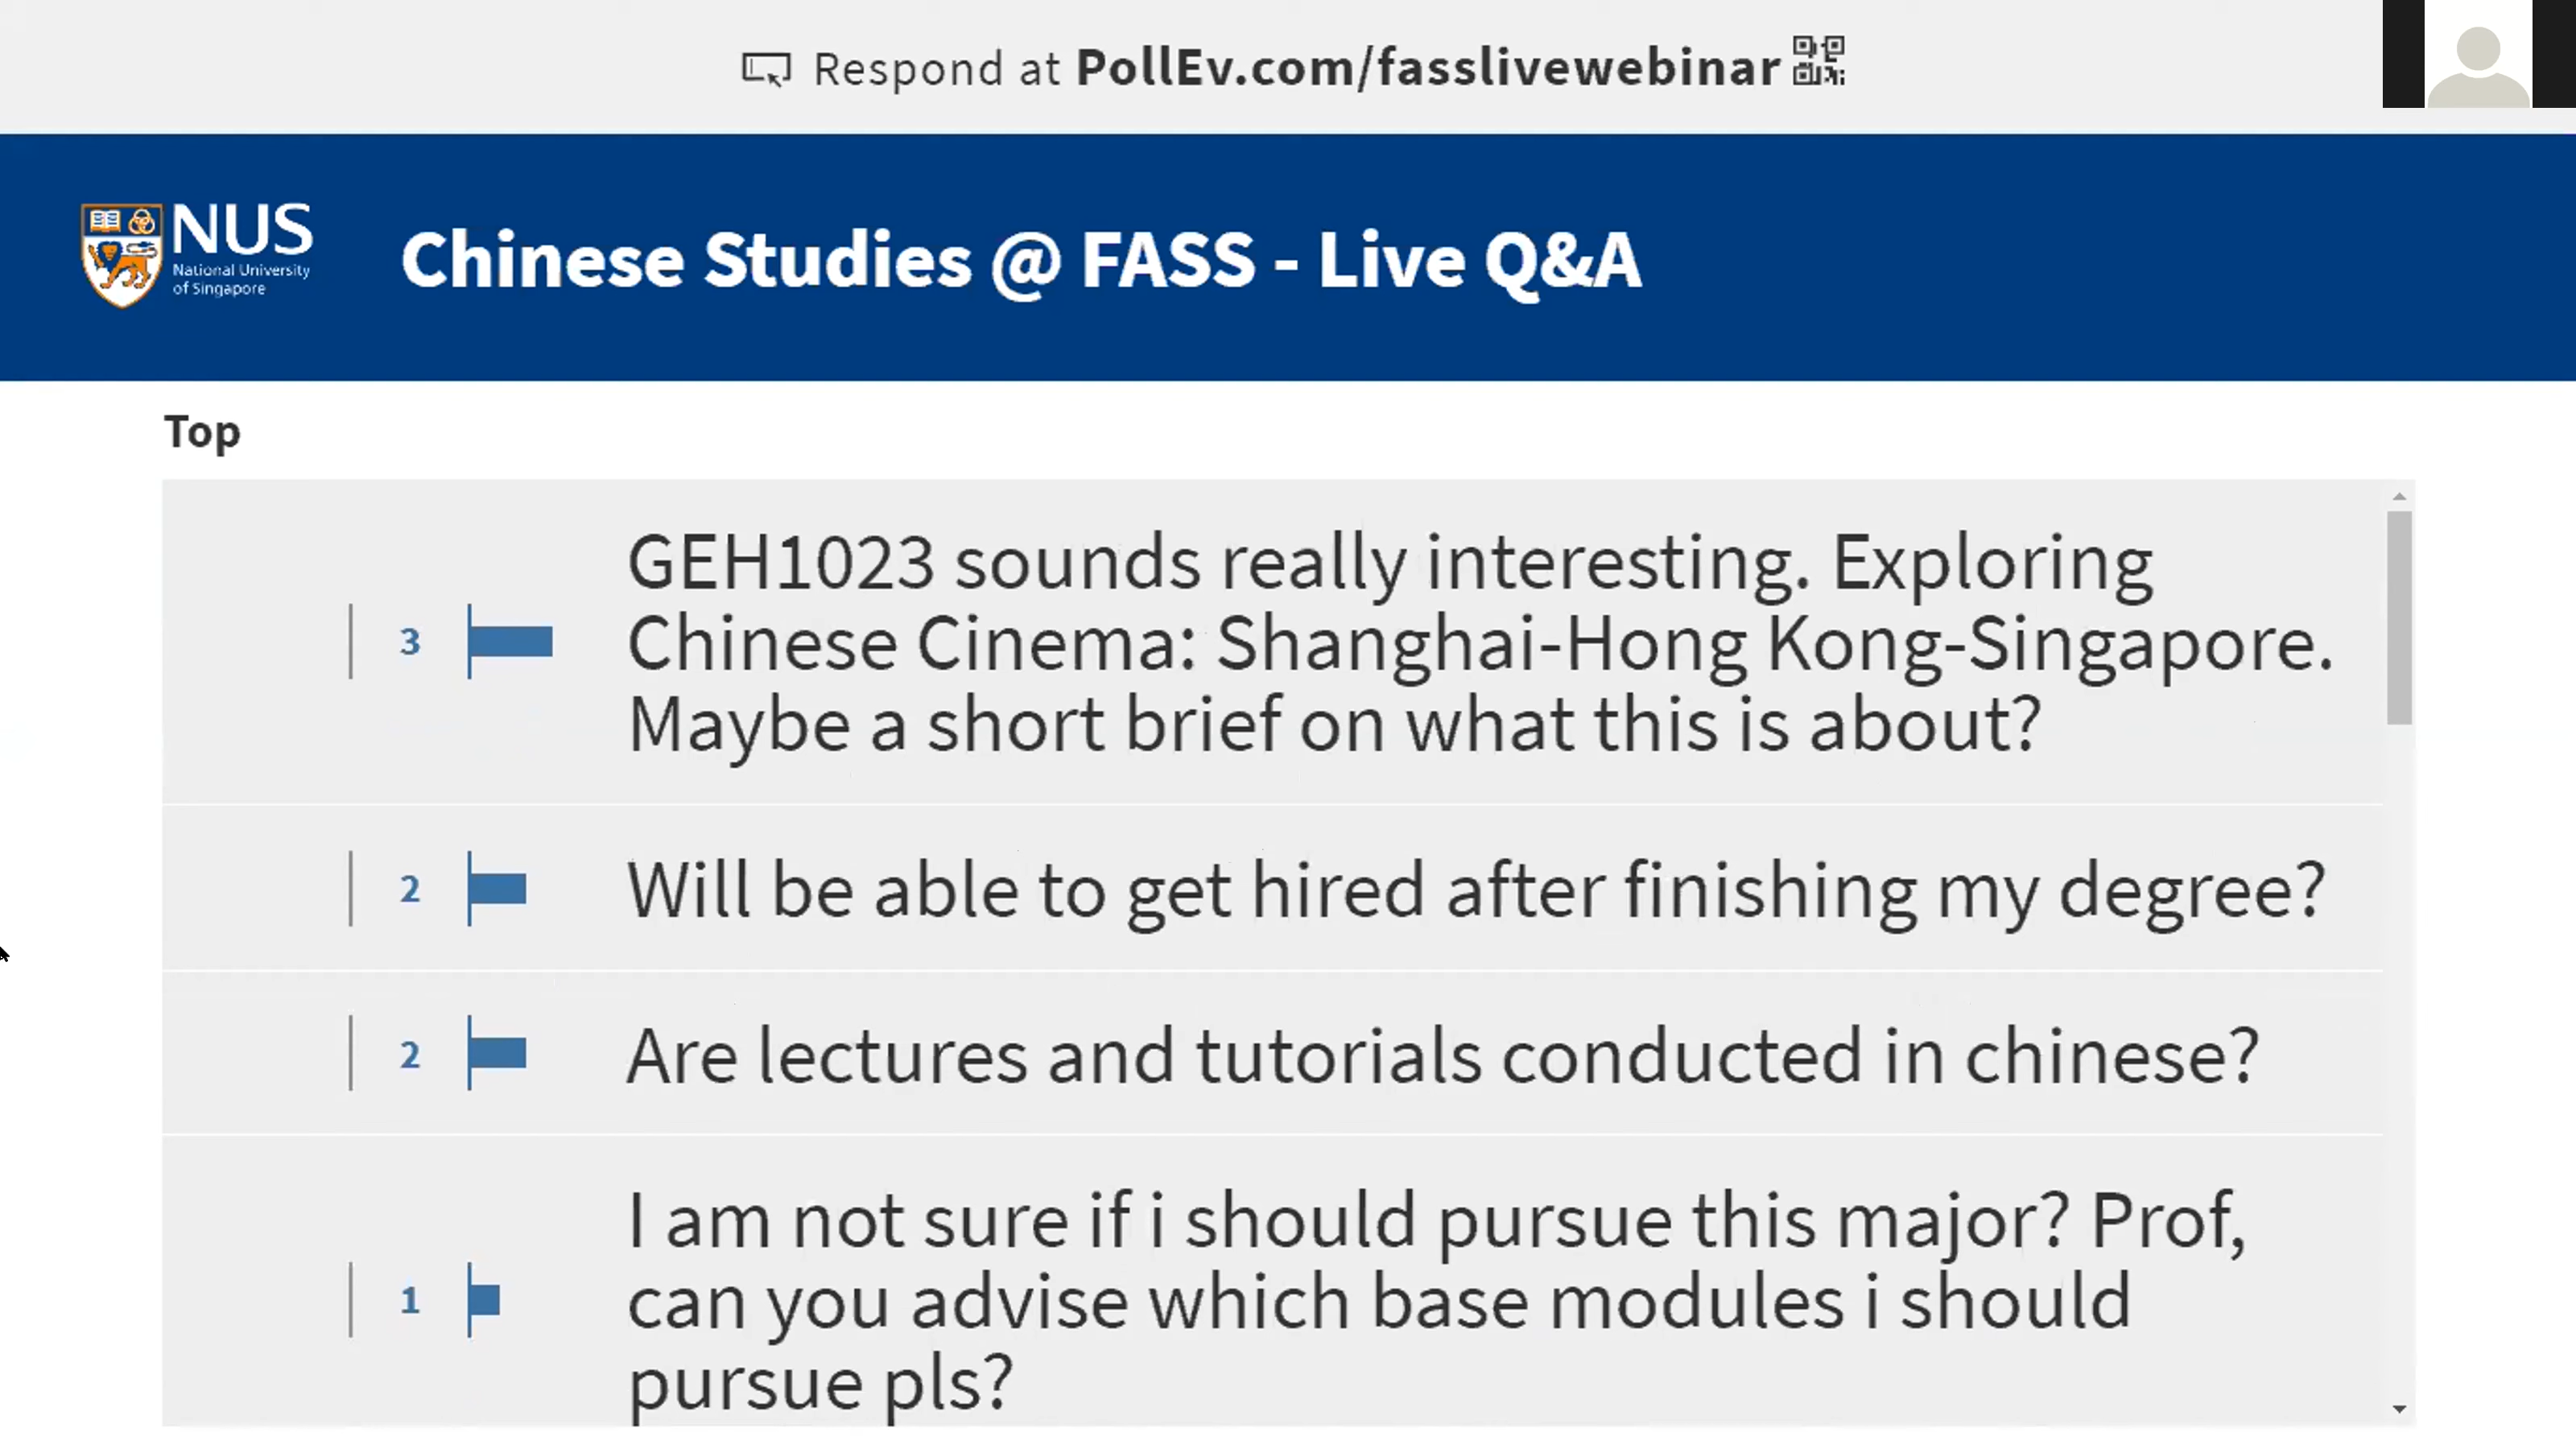 Respond at PollEv.com/fasslivewebinar
NUS
National University
of Singapore
Chinese Studies @ FASS - Live Q&A
Top
3
GEH1023 sounds really interesting. Exploring
Chinese Cinema: Shanghai-Hong Kong-Singapore.
Maybe a short brief on what this is about?
2
Will be able to get hired after finishing my degree?
2
Are lectures and tutorials conducted in chinese?
1
I am not sure if i should pursue this major? Prof,
can you advise which base modules i should
pursue pls?